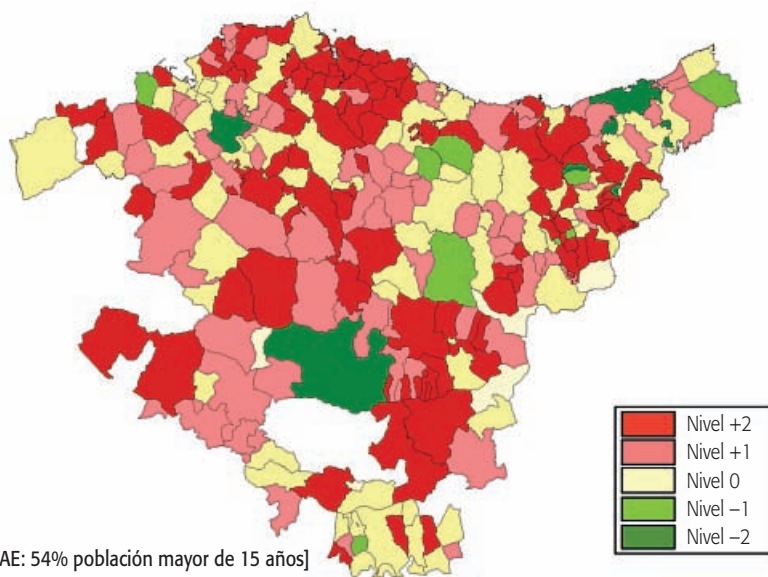 Nivel +2
Nivel +1
Nivel 0
Nivel –1
Nivel –2
AE: 54% población mayor de 15 años]